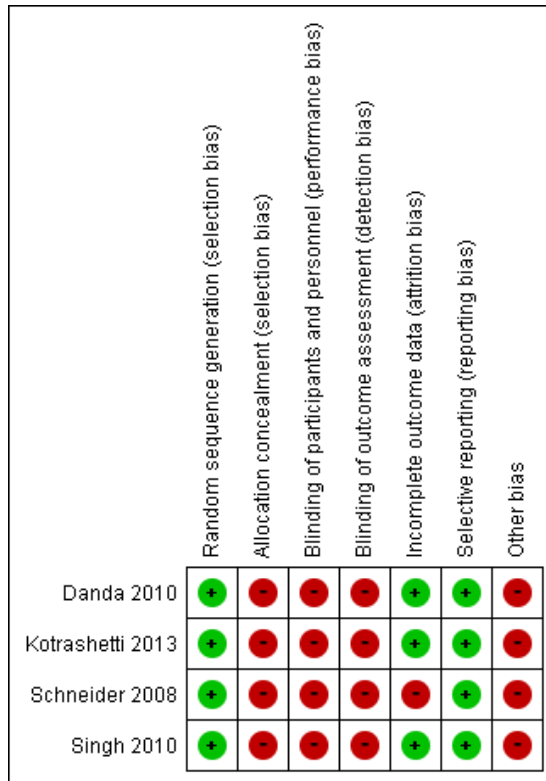 Random sequence generation (selection bias)
Allocation concealment (selection bias)
Blinding of participants and personnel (performance bias)
Blinding of outcome assessment (detection bias)
Incomplete outcome data (attrition bias)
Selective reporting (reporting bias)
Other bias
Danda 2010 + - - - + + -
Kotrashetti 2013 + - - - + + -
Schneider 2008 + - - - - + -
Singh 2010 + - - - + + -